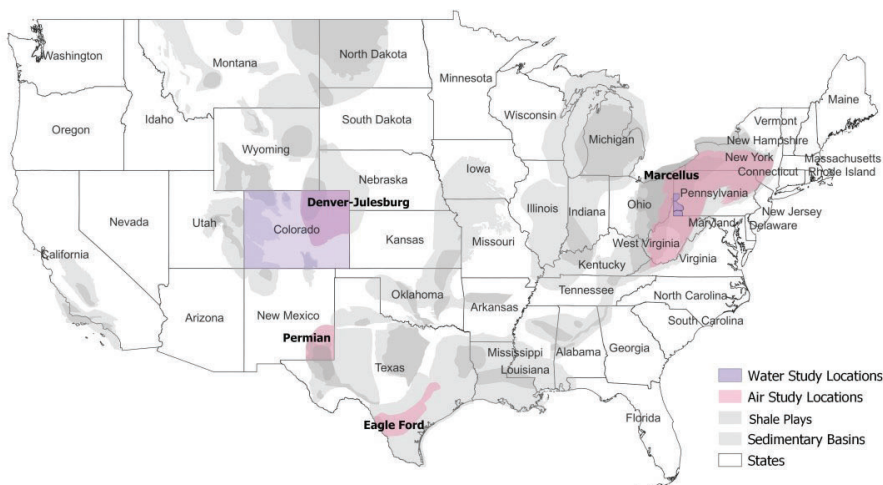 Washington
Montana
North Dakota
Minnesota
Maine
Oregon
Idaho
South Dakota
Wisconsin
Michigan
Vermont
New Hampshire
Wyoming
New York
Massachusetts
Marcellus
Connecticut
Rhode Island
Nebraska
Iowa
Pennsylvania
Denver-Julesburg
Nevada
Utah
Illinois
Indiana
Ohio
New Jersey
Colorado
Maryland
Delaware
California
Kansas
Missouri
West Virginia
Virginia
Kentucky
Tennessee
North Carolina
Arizona
New Mexico
Oklahoma
Arkansas
South Carolina
Permian
Texas
Mississippi
Alabama
Georgia
Louisiana
Eagle Ford
Florida
Water Study Locations
Air Study Locations
Shale Plays
Sedimentary Basins
States